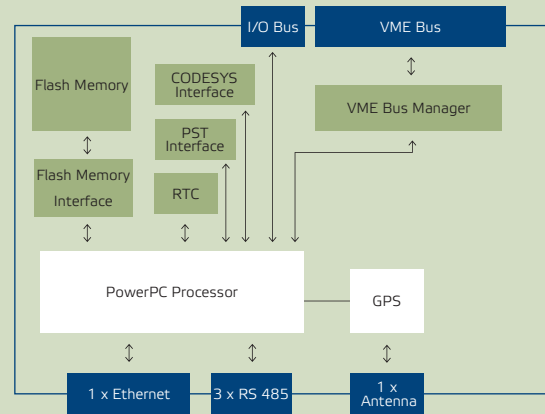 I/O Bus
VME Bus
Flash Memory
CODESYS
Interface
VME Bus Manager
PST
Interface
Flash Memory
Interface
RTC
PowerPC Processor
GPS
1 x Ethernet
3 x RS 485
1 x
Antenna